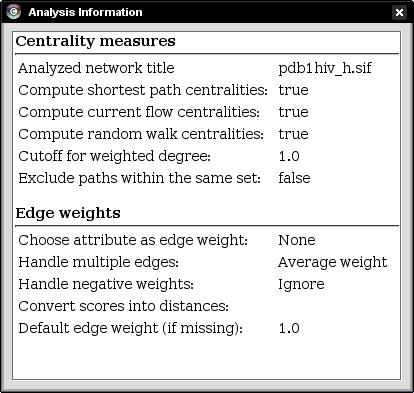 Analysis Information
Centrality measures
Analyzed network title pdb1hiv_h.sif
Compute shortest path centralities: true
Compute current flow centralities: true
Compute random walk centralities: true
Cutoff for weighted degree: 1.0
Exclude paths within the same set: false
Edge weights
Choose attribute as edge weight: None
Handle multiple edges: Average weight
Handle negative weights: Ignore
Convert scores into distances:
Default edge weight (if missing): 1.0